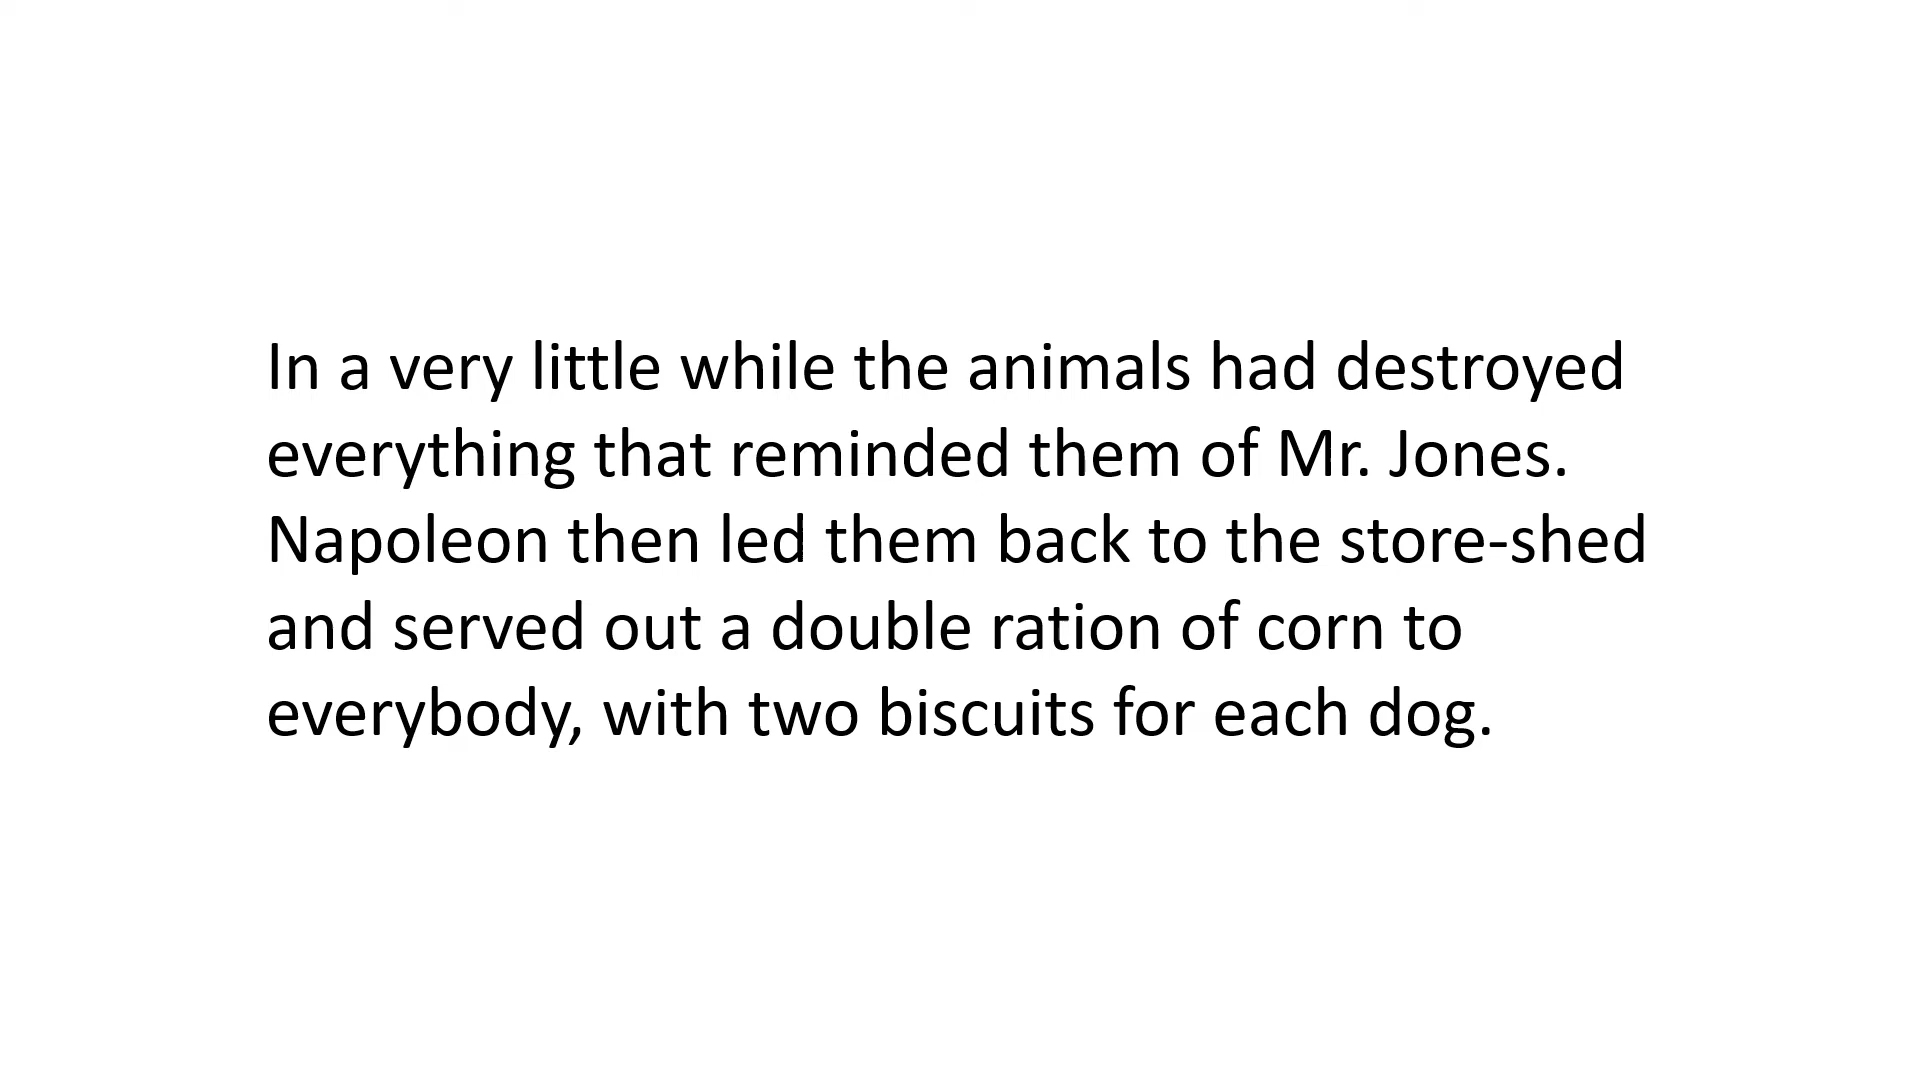 In a very little while the animals had destroyed
everything that reminded them of Mr. Jones.
Napoleon then led them back to the store-shed
and served out a double ration of corn to
everybody, with two biscuits for each dog.